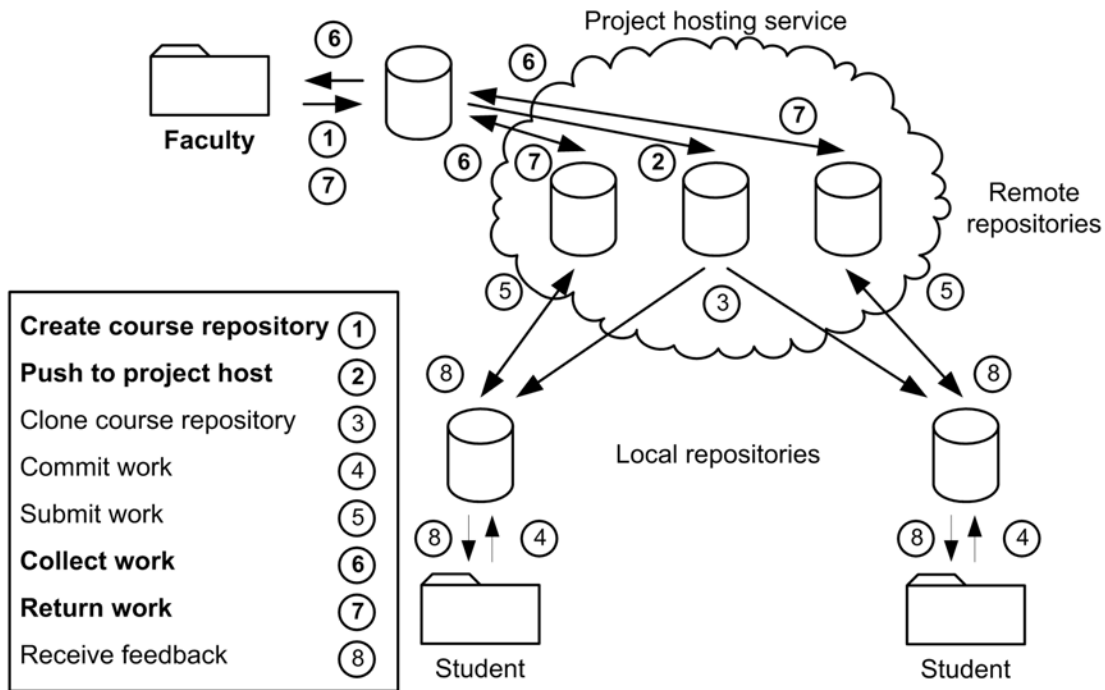 Project hosting service
6
6
7
Faculty
1
7
6
7
2
Remote
repositories
5
3
5
Create course repository 1
Push to project host 2
Clone course repository 3
Commit work 4
Submit work 5
Collect work 6
Return work 7
Receive feedback 8
8
8
Local repositories
8
4
8
4
Student
Student